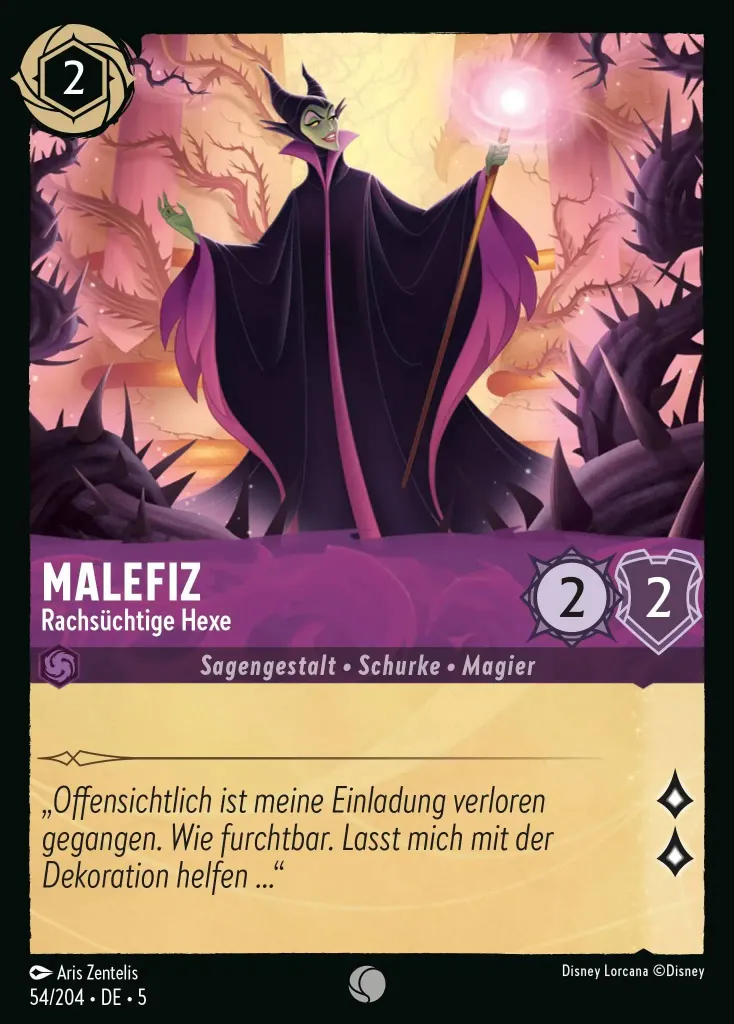 2
MALEFIZ
Rachsüchtige Hexe
2
2
Sagengestalt • Schurke • Magier
„Offensichtlich ist meine Einladung verloren
gegangen. Wie furchtbar. Lasst mich mit der
Dekoration helfen ...“
Aris Zentelis
Disney Lorcana ©Disney
54/204 • DE • 5